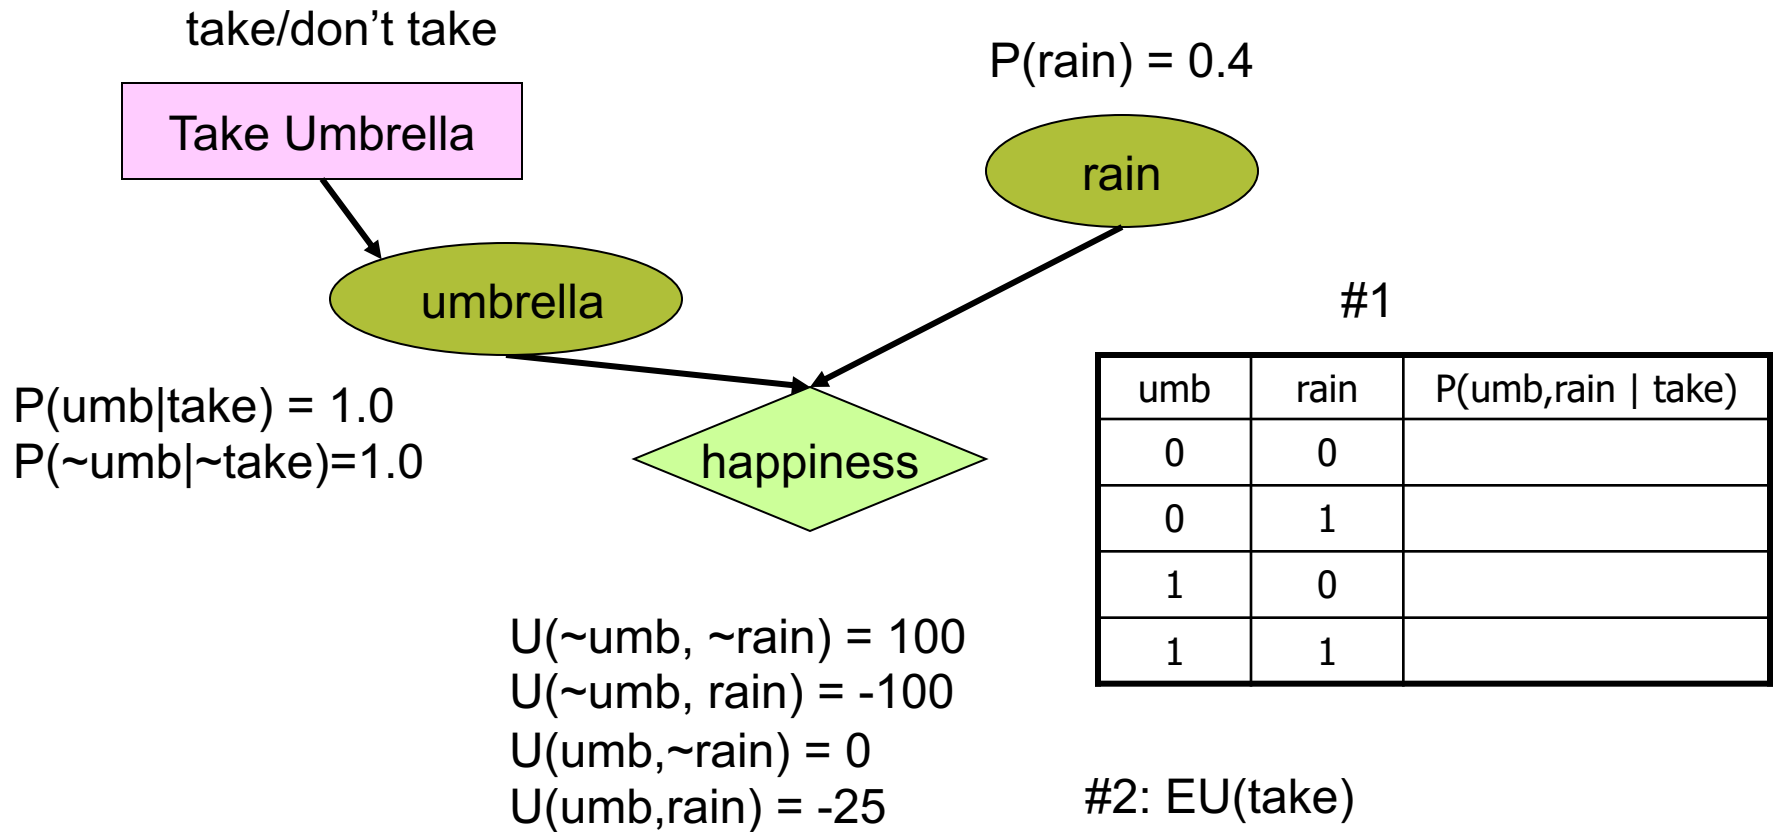 take/don’t take
P(rain) = 0.4
Take Umbrella
rain
umbrella
P(umb|take) = 1.0
P(~umb|~take)=1.0
happiness
U(~umb, ~rain) = 100
U(~umb, rain) = -100
U(umb,~rain) = 0
U(umb,rain) = -25
#1
umb rain P(umb,rain | take)
0 0
0 1
1 0
1 1
#2: EU(take)